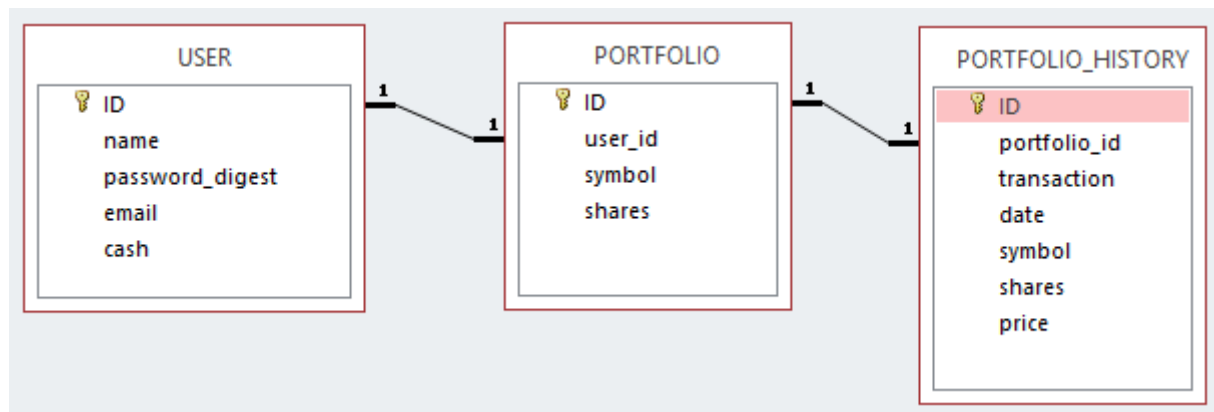 USER
ID
name
password_digest
email
cash
1
1
PORTFOLIO
ID
user_id
symbol
shares
1
1
PORTFOLIO_HISTORY
ID
portfolio_id
transaction
date
symbol
shares
price